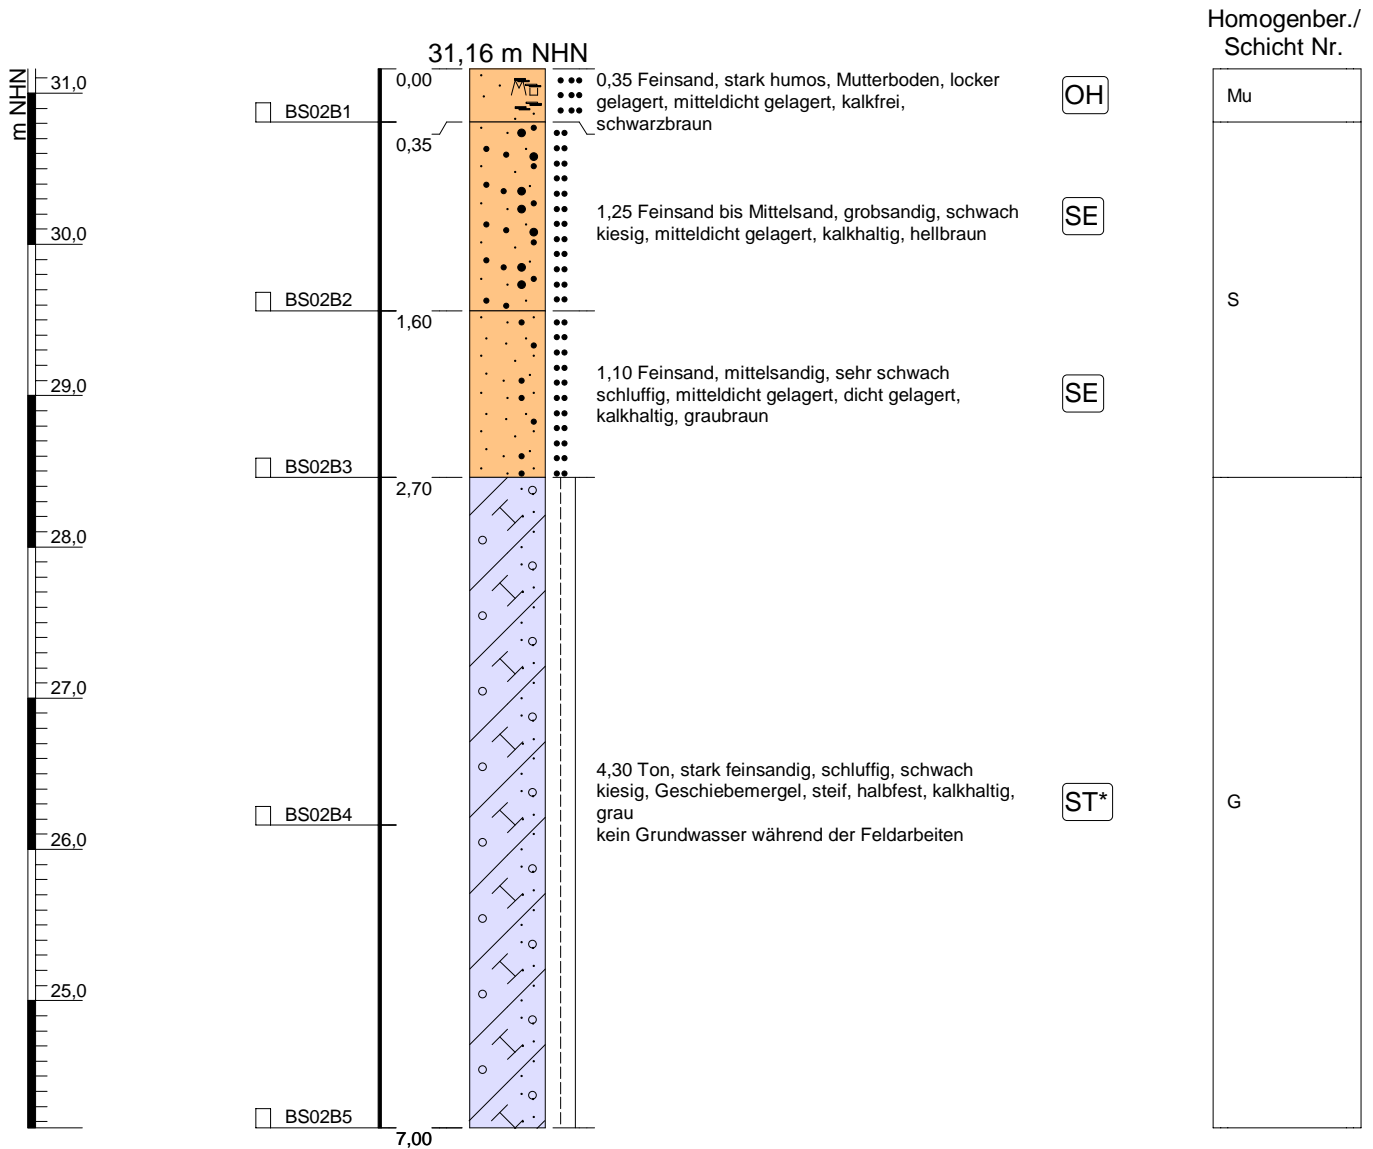 Homogenber./
Schicht Nr.
31,16 m NHN
m NHN
31,0
0,00
0,35 Feinsand, stark humos, Mutterboden, locker
gelagert, mitteldicht gelagert, kalkfrei,
schwarzbraun
OH
Mu
BS02B1
0,35
1,25 Feinsand bis Mittelsand, grobsandig, schwach
kiesig, mitteldicht gelagert, kalkhaltig, hellbraun
SE
30,0
BS02B2
S
1,60
1,10 Feinsand, mittelsandig, sehr schwach
schluffig, mitteldicht gelagert, dicht gelagert,
kalkhaltig, graubraun
SE
29,0
BS02B3
2,70
28,0
27,0
4,30 Ton, stark feinsandig, schluffig, schwach
kiesig, Geschiebemergel, steif, halbfest, kalkhaltig,
grau
kein Grundwasser während der Feldarbeiten
ST*
G
BS02B4
26,0
25,0
BS02B5
7,00